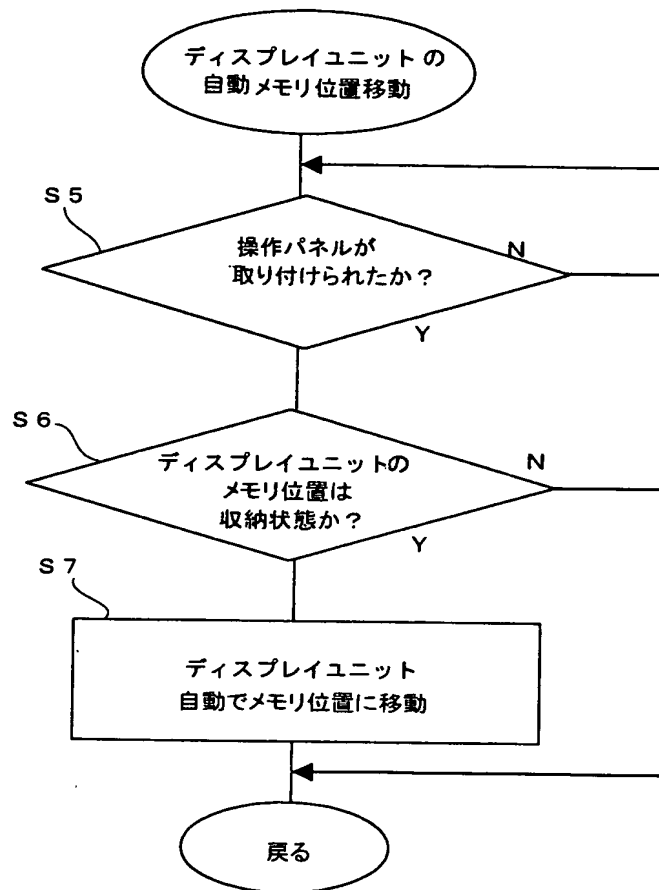 ディスプレイユニットの
自動メモリ位置移動
S5
操作パネルが
取り付けられたか？
N
Y
S6
ディスプレイユニットの
メモリ位置は
収納状態か？
N
Y
S7
ディスプレイユニット
自動でメモリ位置に移動
戻る